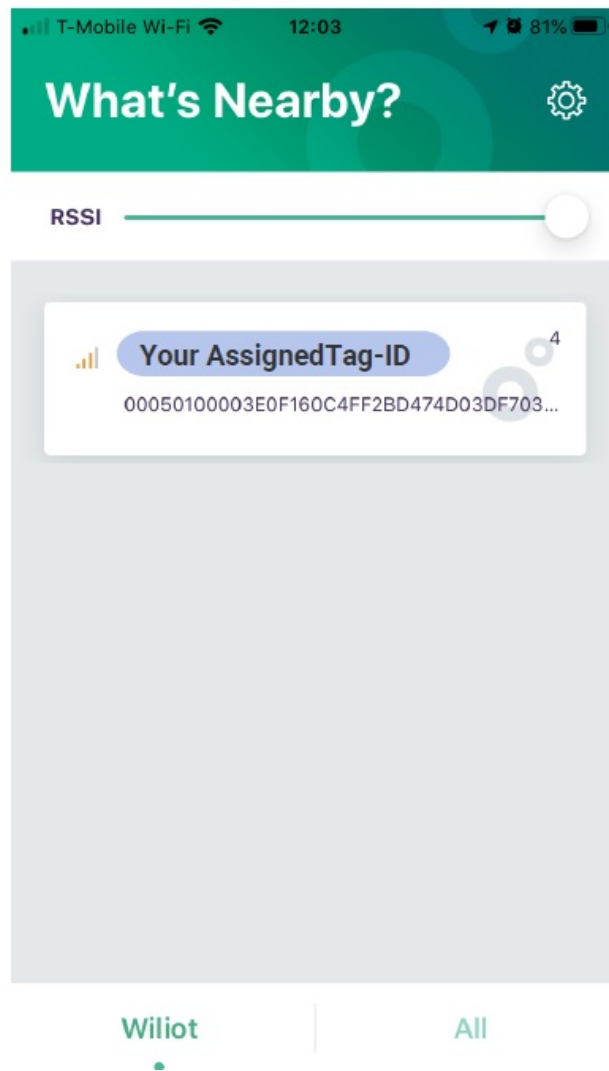 T-Mobile Wi-Fi 12:03 81%
What's Nearby?
RSSI
4
Your AssignedTag-ID
00050100003E0F160C4FF2BD474D03DF703...
Wiliot All